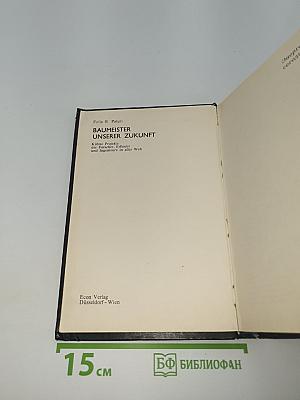 Felix R. Paturi
BAUMEISTER
UNSERER ZUKUNFT
Kühne Projekte
der Forscher, Erfinder
und Ingenieure in aller Welt
Econ Verlag
Düsseldorf–Wien
15 см
БФ БИБЛИОФАН